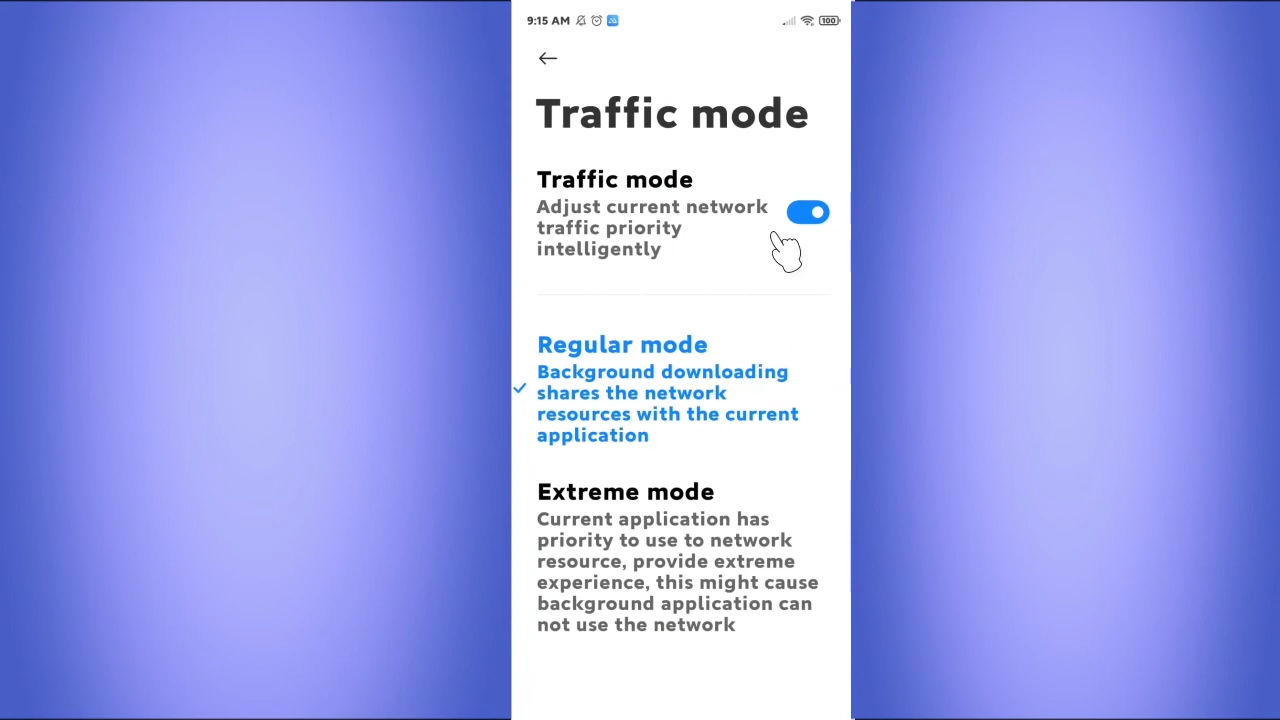 9:15 AM
100
Traffic mode
Traffic mode
Adjust current network
traffic priority
intelligently
Regular mode
Background downloading
shares the network
resources with the current
application
Extreme mode
Current application has
priority to use to network
resource, provide extreme
experience, this might cause
background application can
not use the network